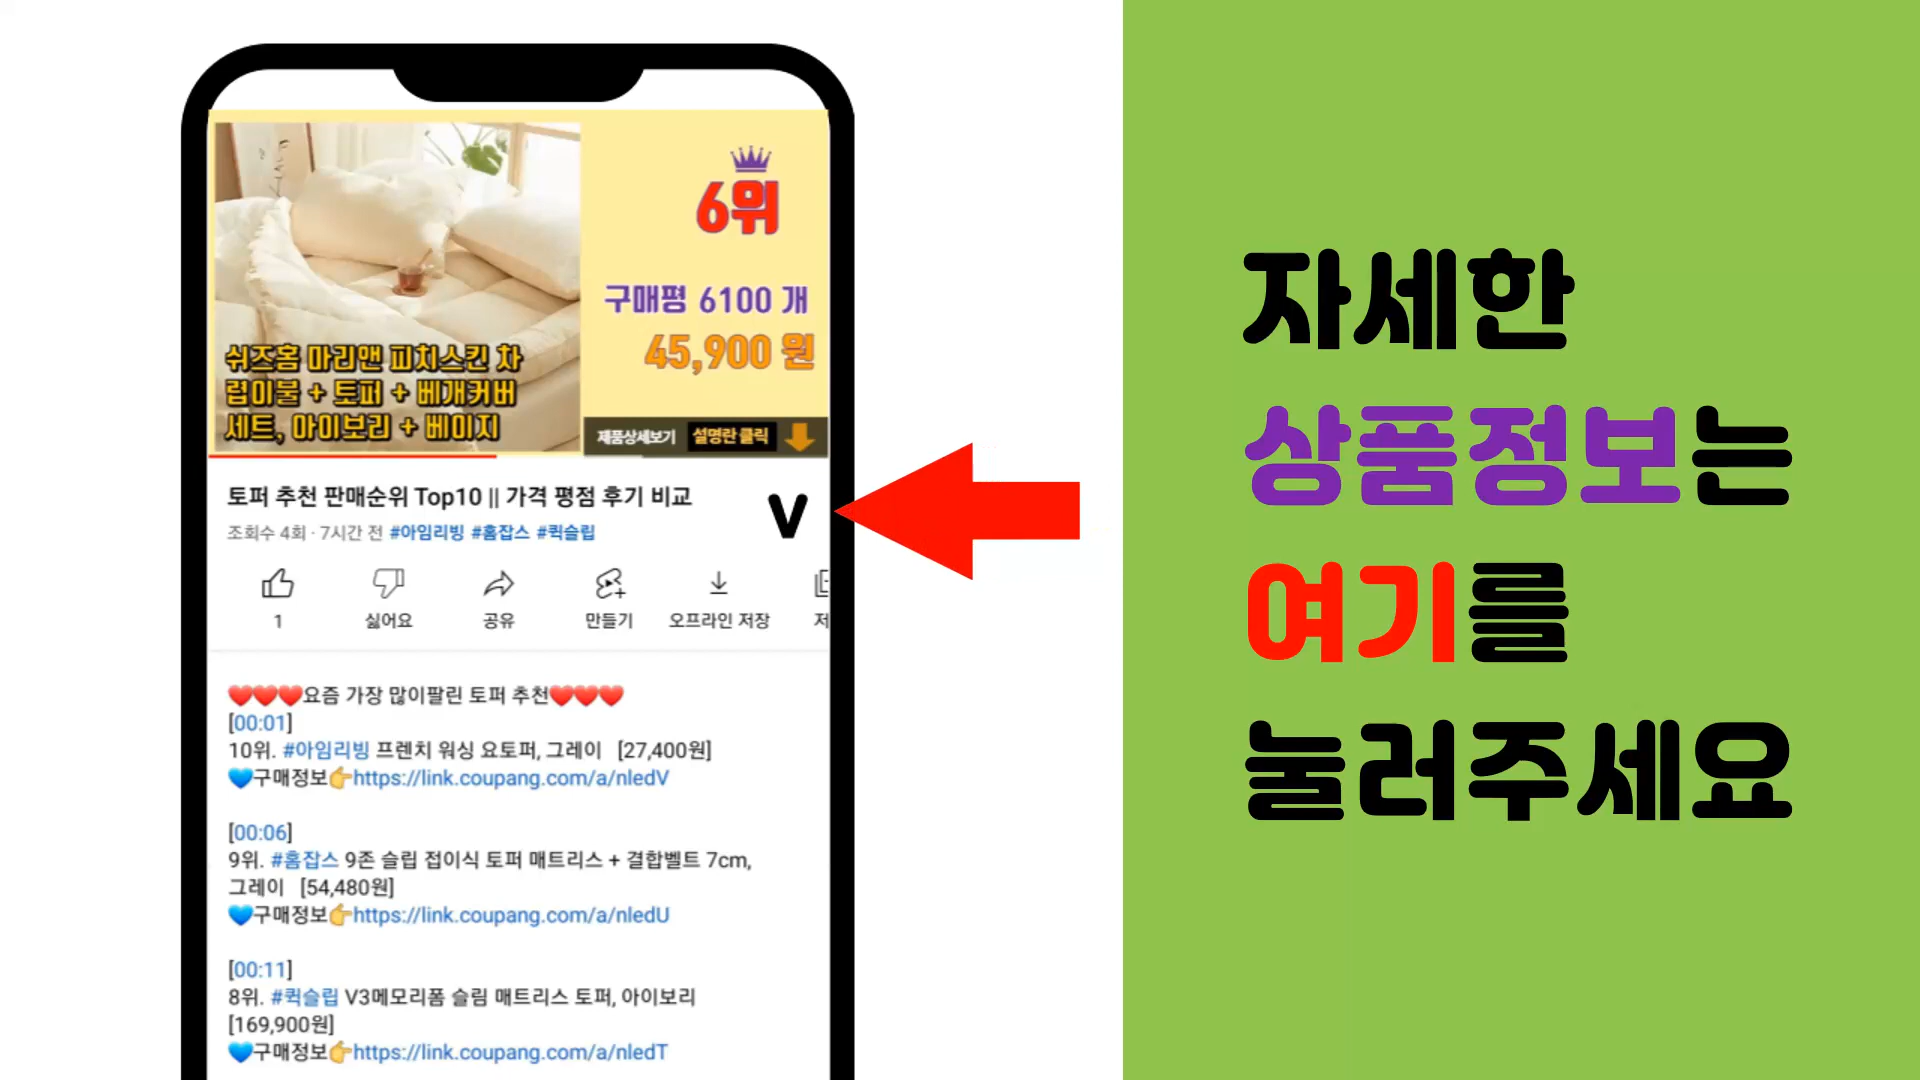 6위
구매평 6100 개
45,900 원
쉬즈홈 마리앤 피치스킨 차
렵이불 + 토퍼 + 베개커버
세트, 아이보리 + 베이지
제품상세보기 설명란 클릭
토퍼 추천 판매순위 Top10 || 가격 평점 후기 비교
V
조회수 4회 · 7시간 전 #아임리빙 #홈잡스 #퀵슬립
1 싫어요 공유 만들기 오프라인 저장 저
❤️❤️❤️요즘 가장 많이팔린 토퍼 추천❤️❤️❤️
[00:01]
10위. #아임리빙 프렌치 워싱 요토퍼, 그레이 [27,400원]
💙구매정보👉https://link.coupang.com/a/nledV
[00:06]
9위. #홈잡스 9존 슬립 접이식 토퍼 매트리스 + 결합벨트 7cm,
그레이 [54,480원]
💙구매정보👉https://link.coupang.com/a/nledU
[00:11]
8위. #퀵슬립 V3메모리폼 슬림 매트리스 토퍼, 아이보리
[169,900원]
💙구매정보👉https://link.coupang.com/a/nledT
자세한
상품정보는
여기를
눌러주세요